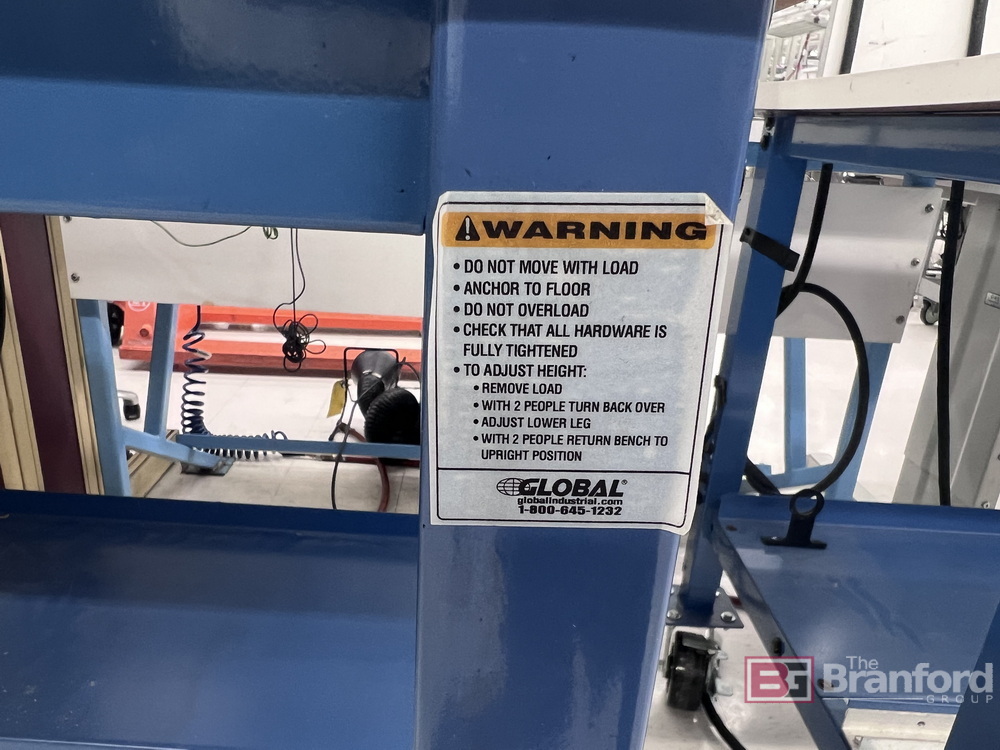 WARNING
• DO NOT MOVE WITH LOAD
• ANCHOR TO FLOOR
• DO NOT OVERLOAD
• CHECK THAT ALL HARDWARE IS
FULLY TIGHTENED
• TO ADJUST HEIGHT:
• REMOVE LOAD
• WITH 2 PEOPLE TURN BACK OVER
• ADJUST LOWER LEG
• WITH 2 PEOPLE RETURN BENCH TO
UPRIGHT POSITION
GLOBAL®
globalindustrial.com
1-800-645-1232
BG The
Branford
GROUP